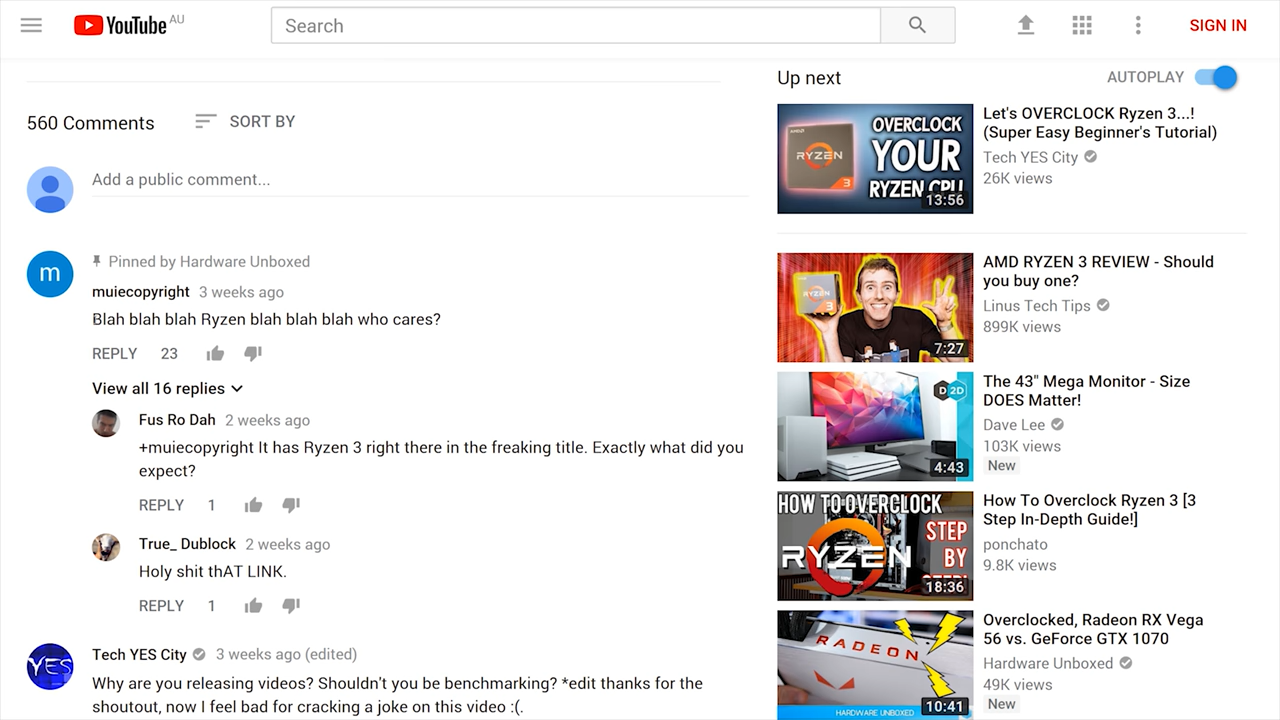 YouTube AU
Search
SIGN IN
560 Comments
SORT BY
Add a public comment...
m
Pinned by Hardware Unboxed
muiecopyright 3 weeks ago
Blah blah blah Ryzen blah blah blah who cares?
REPLY 23
View all 16 replies
Fus Ro Dah 2 weeks ago
+muiecopyright It has Ryzen 3 right there in the freaking title. Exactly what did you
expect?
REPLY 1
True_ Dublock 2 weeks ago
Holy shit thAT LINK.
REPLY 1
YES
Tech YES City 3 weeks ago (edited)
Why are you releasing videos? Shouldn't you be benchmarking? *edit thanks for the
shoutout, now I feel bad for cracking a joke on this video :(.
Up next
AUTOPLAY
AMD
RYZEN
3
OVERCLOCK
YOUR
RYZEN CPU
13:56
Let's OVERCLOCK Ryzen 3...!
(Super Easy Beginner's Tutorial)
Tech YES City
26K views
RYZEN
3
7:27
AMD RYZEN 3 REVIEW - Should
you buy one?
Linus Tech Tips
899K views
D 2D
4:43
The 43" Mega Monitor - Size
DOES Matter!
Dave Lee
103K views
New
HOW TO OVERCLOCK
RYZEN
STEP
BY
STEP!
18:36
How To Overclock Ryzen 3 [3
Step In-Depth Guide!]
ponchato
9.8K views
RADEON
HARDWARE UNBOXED
10:41
Overclocked, Radeon RX Vega
56 vs. GeForce GTX 1070
Hardware Unboxed
49K views
New